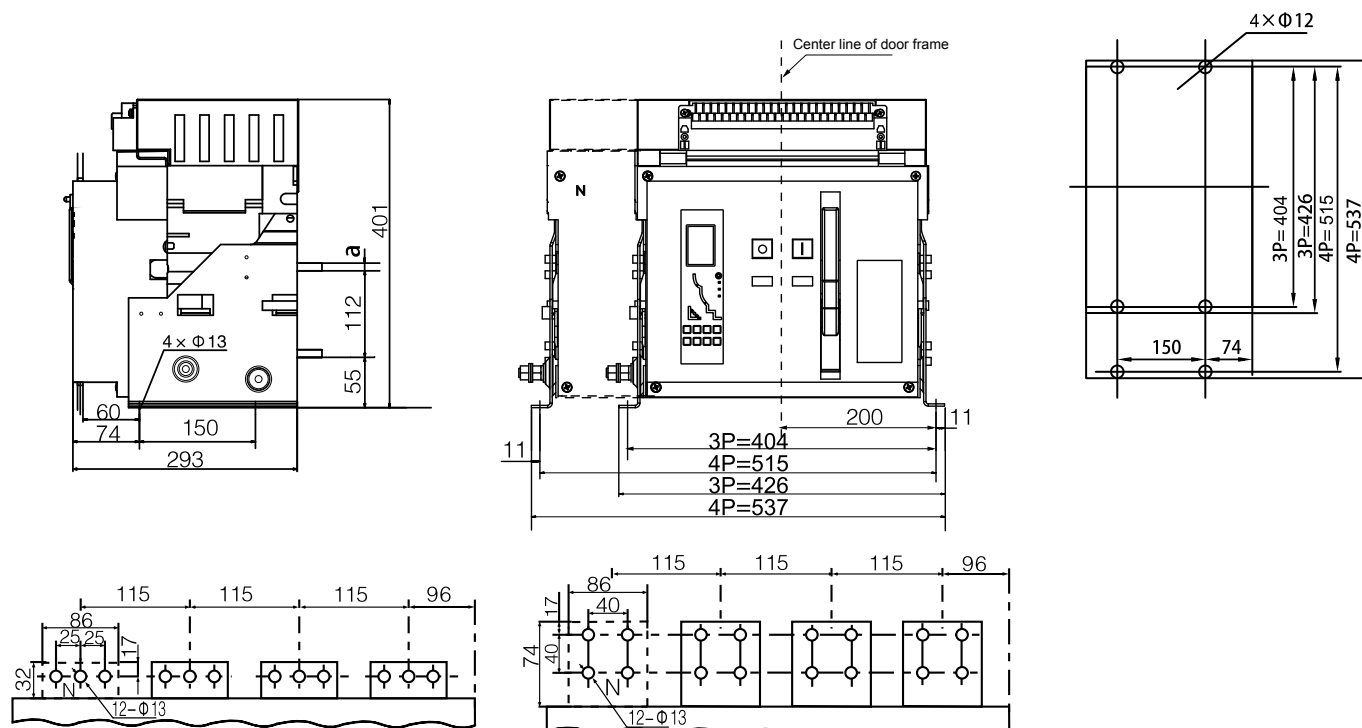 401
a
112
55
4×Φ13
60
74
150
293
Center line of door frame
N
200
11
11
3P=404
4P=515
3P=426
4P=537
4×Φ12
3P=404
3P=426
4P=515
4P=537
150
74
115
115
115
96
86
25
25
17
32
N
12-Φ13
115
115
115
96
86
40
17
74
40
N
12-Φ13